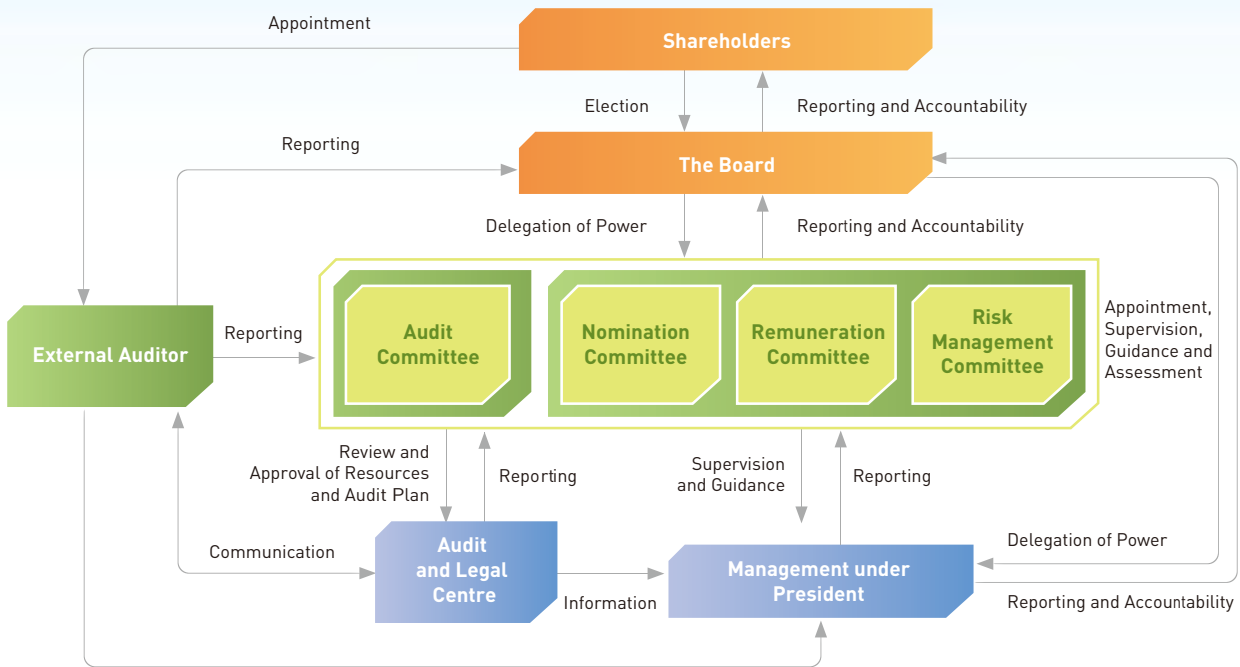 Appointment
Shareholders
Election
Reporting and Accountability
Reporting
The Board
Delegation of Power
Reporting and Accountability
External Auditor
Reporting
Audit
Committee
Nomination
Committee
Remuneration
Committee
Risk
Management
Committee
Appointment,
Supervision,
Guidance and
Assessment
Review and
Approval of Resources
and Audit Plan
Reporting
Supervision
and Guidance
Reporting
Communication
Audit
and Legal
Centre
Information
Management under
President
Delegation of Power
Reporting and Accountability